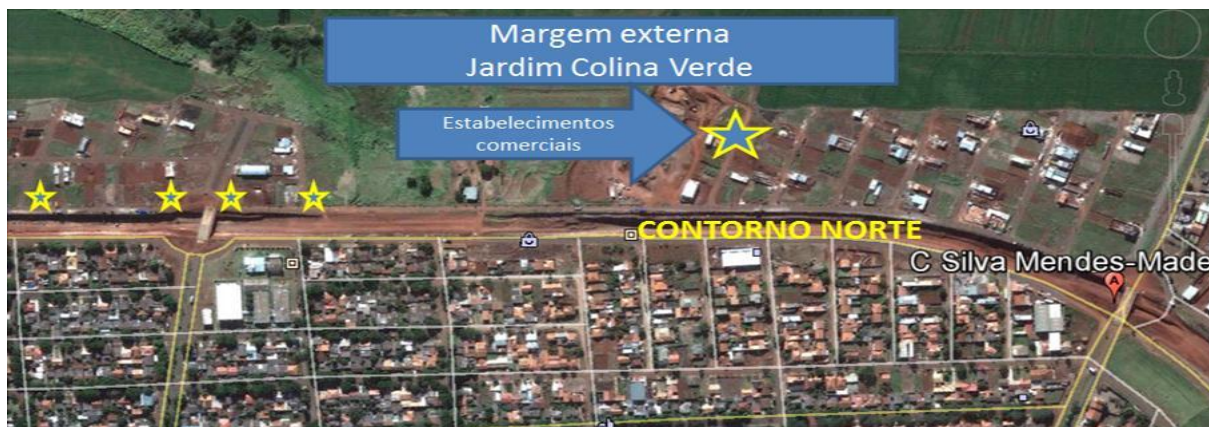 Margem externa
Jardim Colina Verde
Estabelecimentos
comerciais
CONTORNO NORTE
C Silva Mendes-Made
A